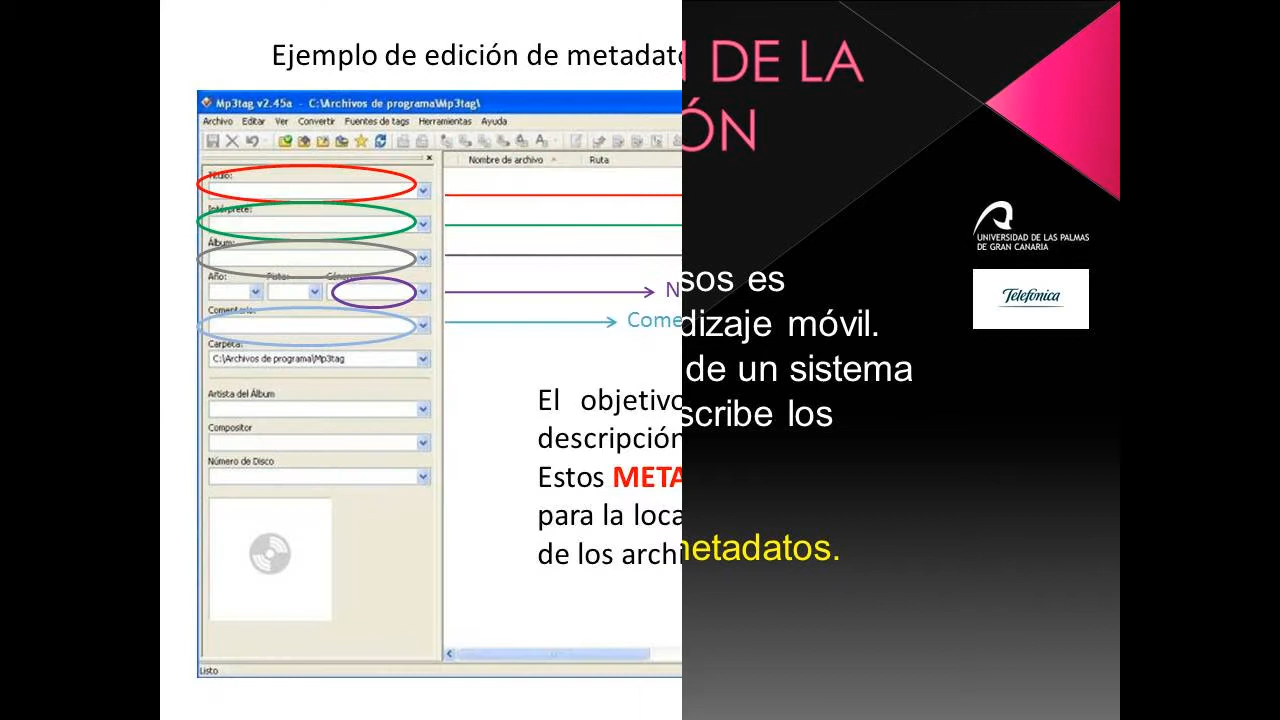 Ejemplo de edición de metadato
Mp3tag v2.45a - C:\Archivos de programa\Mp3tag\
Archivo Editar Ver Convertir Fuentes de tags Herramientas Ayuda
Nombre de archivo Ruta
Título:
Intérprete:
Álbum:
Año: Pista: Género:
Comentario:
Carpeta:
C:\Archivos de programa\Mp3tag
Artista del Álbum
Compositor
Número de Disco
Listo
N
Come
El objetivo
descripción
Estos META
para la loca
de los archi
N DE LA
ÓN
sos es
dizaje móvil.
de un sistema
scribe los
metadatos.
UNIVERSIDAD DE LAS PALMAS
DE GRAN CANARIA
Telefónica